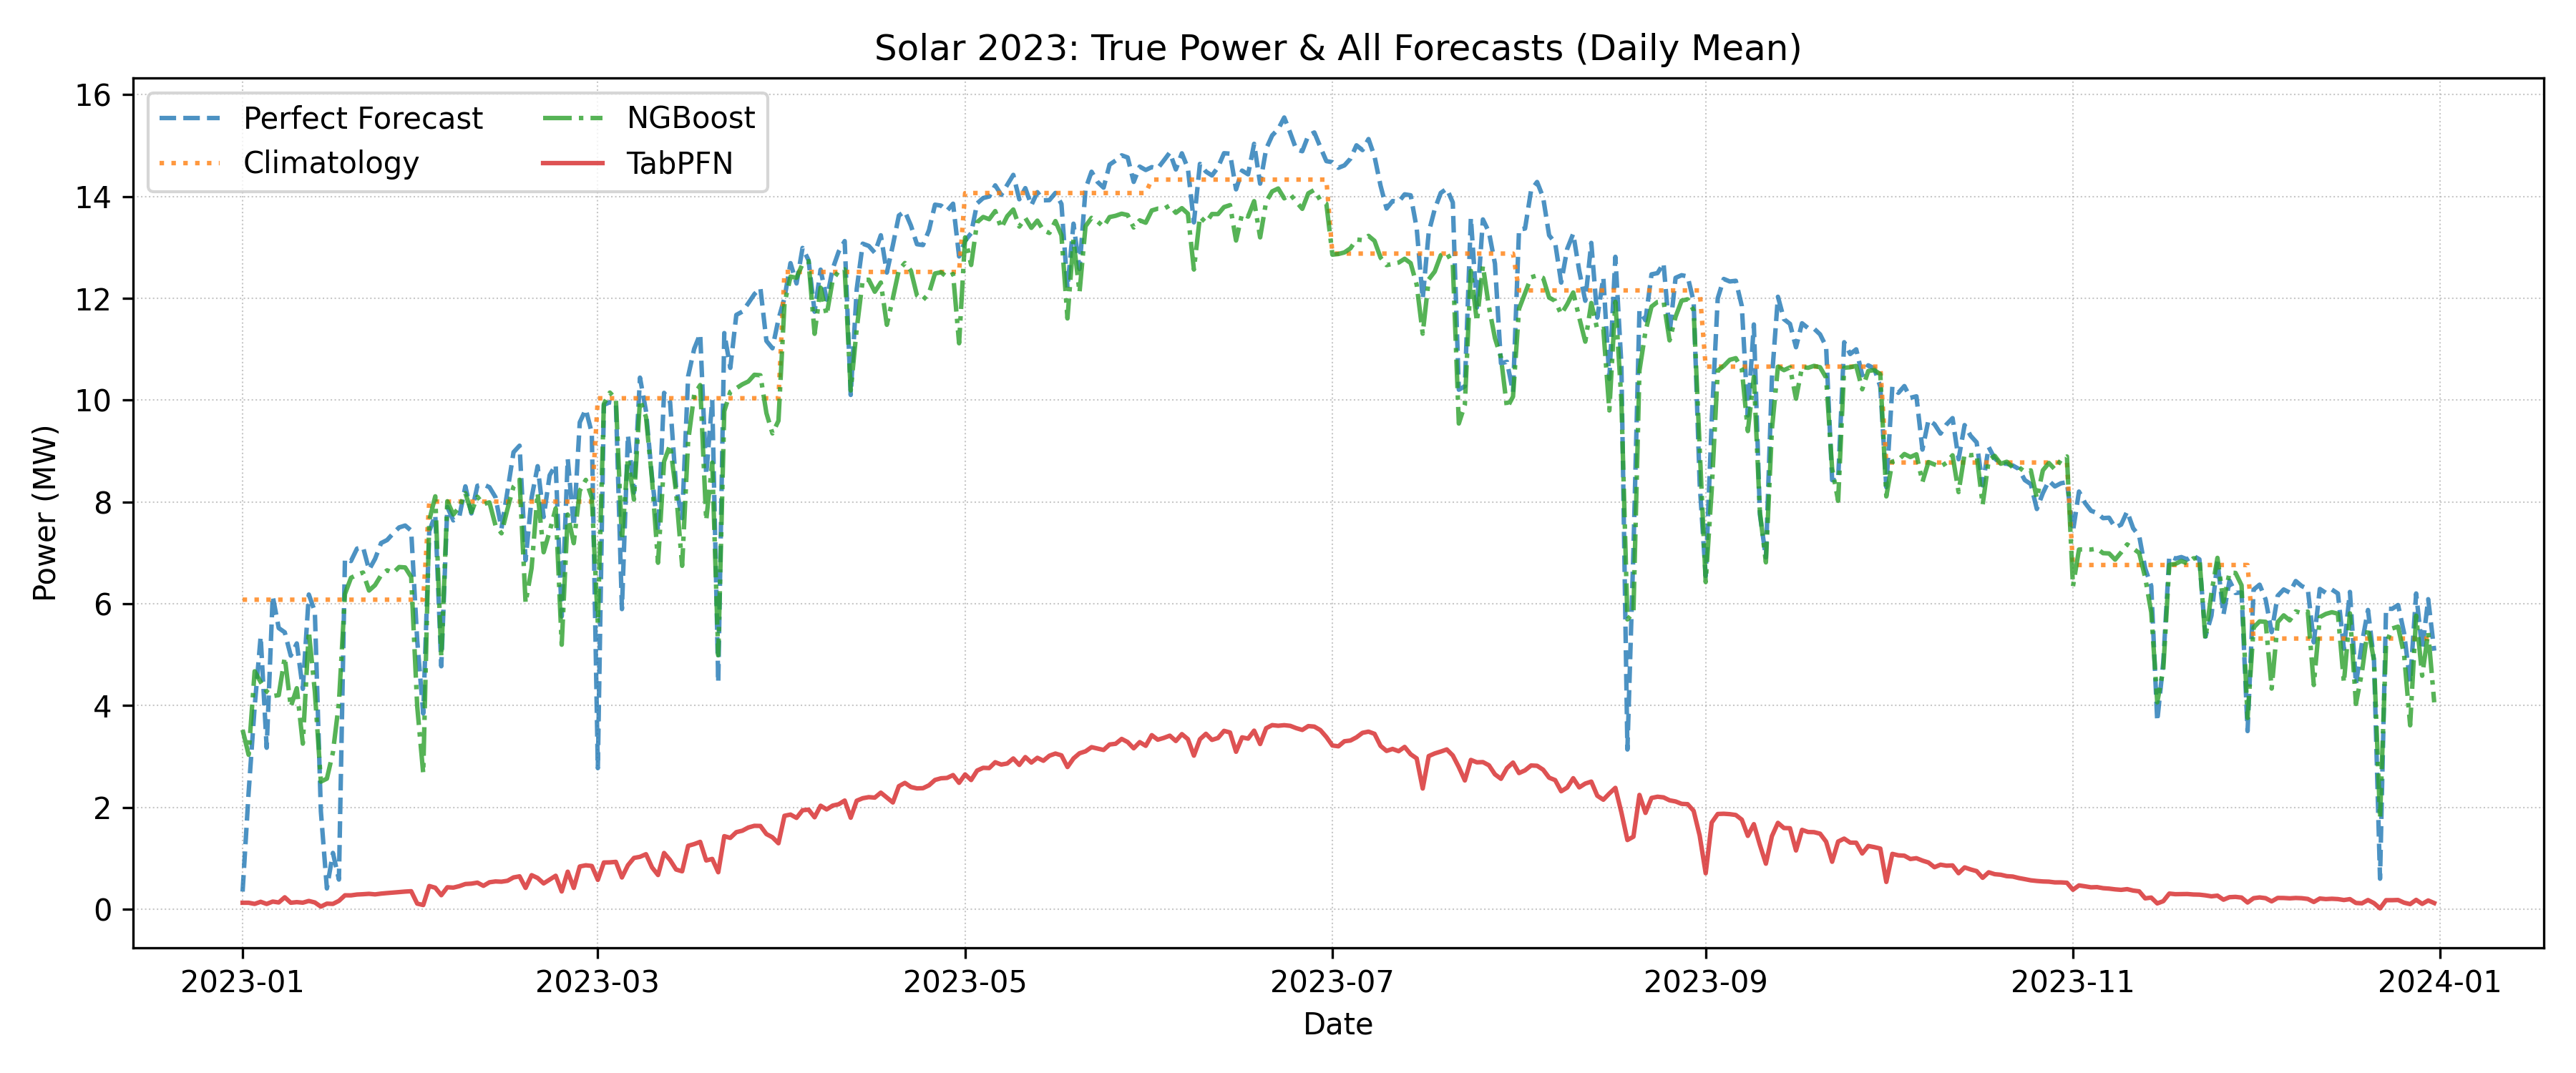 Solar 2023: True Power & All Forecasts (Daily Mean)
Perfect Forecast
Climatology
NGBoost
TabPFN
Power (MW)
16
14
12
10
8
6
4
2
0
2023-01
2023-03
2023-05
2023-07
2023-09
2023-11
2024-01
Date